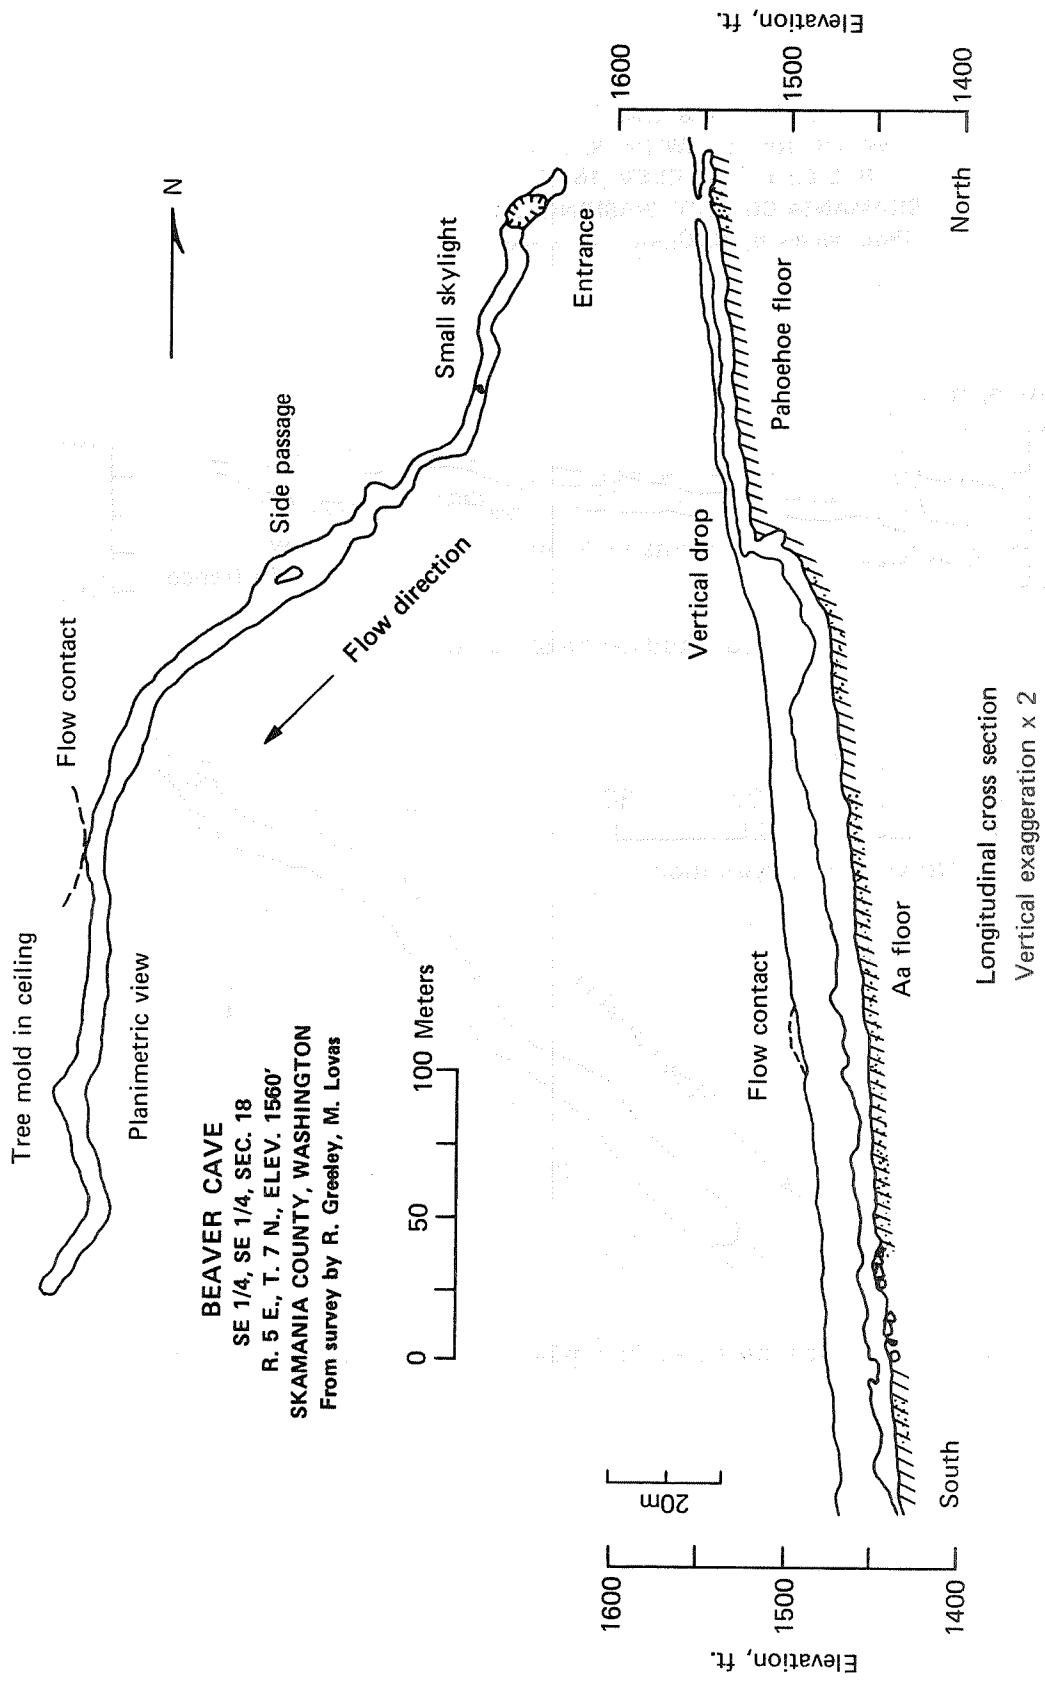 Tree mold in ceiling
Flow contact
Side passage
Small skylight
N
Entrance
Planimetric view
Flow direction
BEAVER CAVE
SE 1/4, SE 1/4, SEC. 18
R. 5 E., T. 7 N., ELEV. 1560'
SKAMANIA COUNTY, WASHINGTON
From survey by R. Greeley, M. Lovas
0 50 100 Meters
Elevation, ft.
1600
1500
1400
20m
South
Flow contact
Vertical drop
Pahoehoe floor
Aa floor
North
1600
1500
1400
Elevation, ft.
Longitudinal cross section
Vertical exaggeration x 2